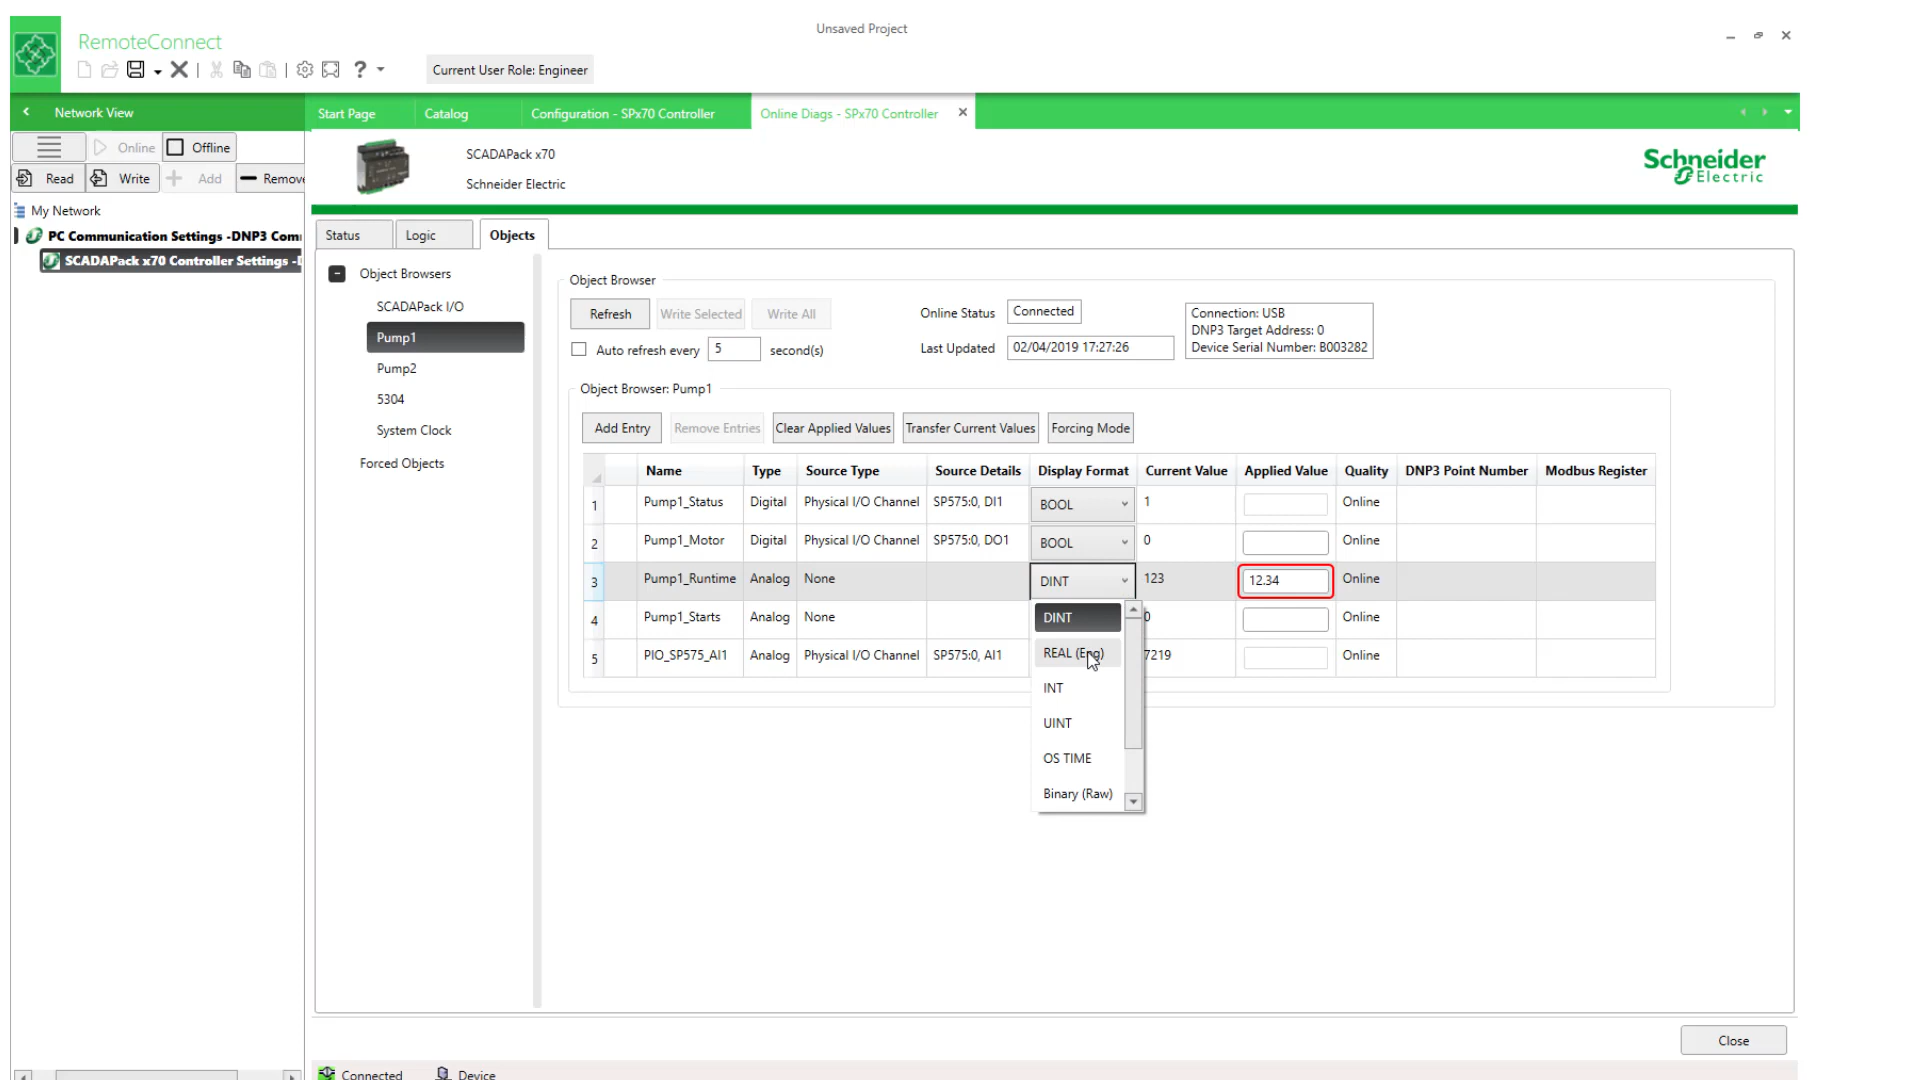 Unsaved Project
RemoteConnect
Current User Role: Engineer
Network View
Start Page
Catalog
Configuration - SPx70 Controller
Online Diags - SPx70 Controller
Online
Offline
Read
Write
Add
Remove
My Network
PC Communication Settings -DNP3 Com
SCADAPack x70 Controller Settings -D
SCADAPack x70
Schneider Electric
Schneider
Electric
Status
Logic
Objects
Object Browsers
SCADAPack I/O
Pump1
Pump2
5304
System Clock
Forced Objects
Object Browser
Refresh
Write Selected
Write All
Online Status
Connected
Auto refresh every 5 second(s)
Last Updated
02/04/2019 17:27:26
Connection: USB
DNP3 Target Address: 0
Device Serial Number: B003282
Object Browser: Pump1
Add Entry
Remove Entries
Clear Applied Values
Transfer Current Values
Forcing Mode
Name Type Source Type Source Details Display Format Current Value Applied Value Quality DNP3 Point Number Modbus Register
1 Pump1_Status Digital Physical I/O Channel SP575:0, DI1 BOOL 1 Online
2 Pump1_Motor Digital Physical I/O Channel SP575:0, DO1 BOOL 0 Online
3 Pump1_Runtime Analog None DINT 123 12.34 Online
4 Pump1_Starts Analog None 0 Online
5 PIO_SP575_AI1 Analog Physical I/O Channel SP575:0, AI1 7219 Online
DINT
REAL (Eng)
INT
UINT
OS TIME
Binary (Raw)
Close
Connected
Device